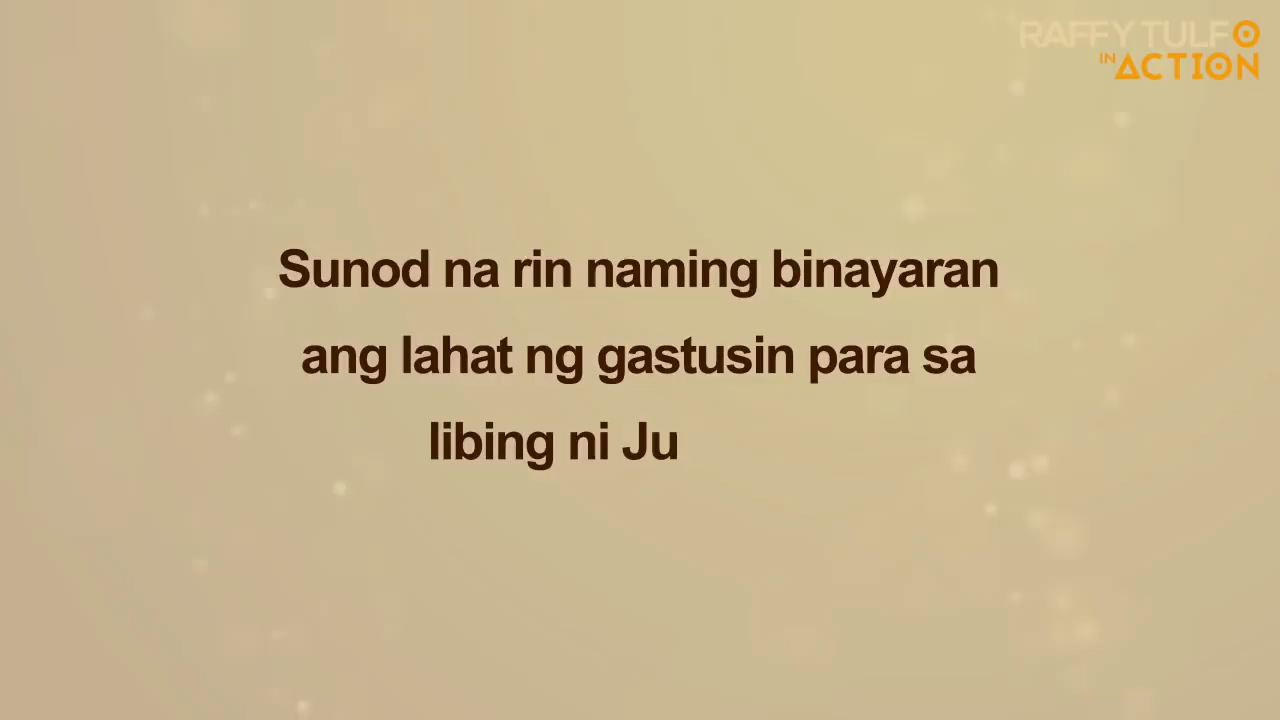 RAFFY TULFO
IN ACTION
Sunod na rin naming binayaran
ang lahat ng gastusin para sa
libing ni Ju